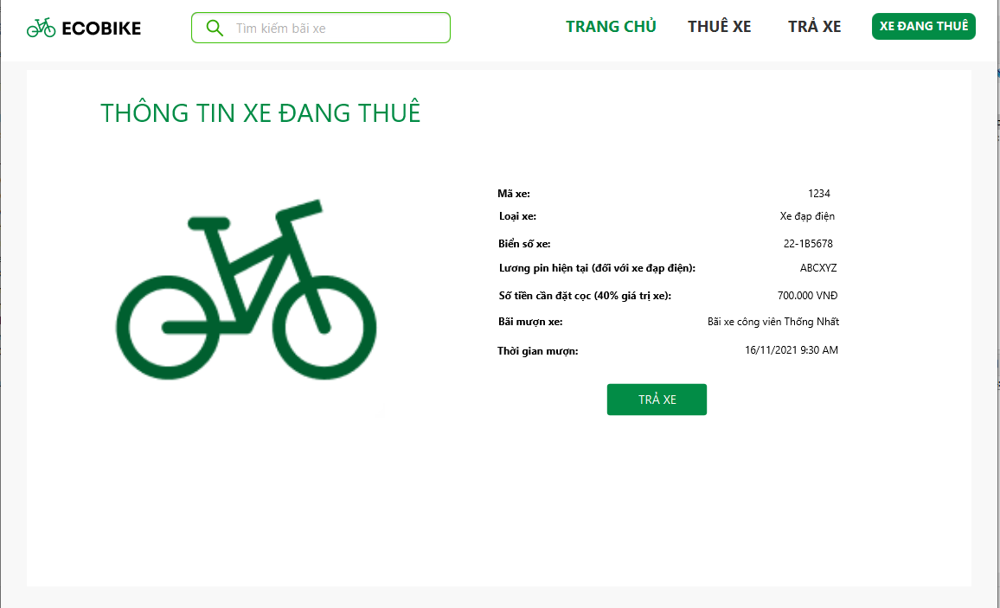 ECOBIKE
Tìm kiếm bãi xe
TRANG CHỦ
THUÊ XE
TRẢ XE
XE ĐANG THUÊ
THÔNG TIN XE ĐANG THUÊ
Mã xe: 1234
Loại xe: Xe đạp điện
Biển số xe: 22-1B5678
Lương pin hiện tại (đối với xe đạp điện): ABCXYZ
Số tiền cần đặt cọc (40% giá trị xe): 700.000 VNĐ
Bãi mượn xe: Bãi xe công viên Thống Nhất
Thời gian mượn: 16/11/2021 9:30 AM
TRẢ XE